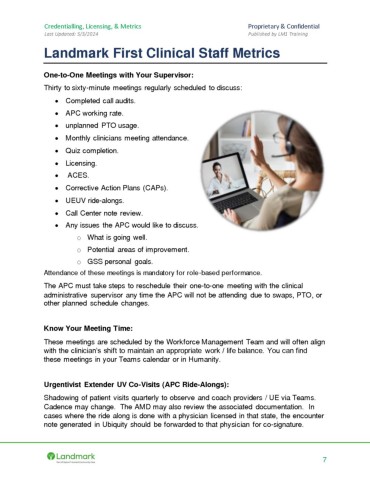 Credentialling, Licensing, & Metrics Proprietary & Confidential
Last Updated: 5/3/2024 Published by LM1 Training
Landmark First Clinical Staff Metrics
One-to-One Meetings with Your Supervisor:
Thirty to sixty-minute meetings regularly scheduled to discuss:
• Completed call audits.
• APC working rate.
• unplanned PTO usage.
• Monthly clinicians meeting attendance.
• Quiz completion.
• Licensing.
• ACES.
• Corrective Action Plans (CAPs).
• UEUV ride-alongs.
• Call Center note review.
• Any issues the APC would like to discuss.
o What is going well.
o Potential areas of improvement.
o GSS personal goals.
Attendance of these meetings is mandatory for role-based performance.
The APC must take steps to reschedule their one-to-one meeting with the clinical
administrative supervisor any time the APC will not be attending due to swaps, PTO, or
other planned schedule changes.
Know Your Meeting Time:
These meetings are scheduled by the Workforce Management Team and will often align
with the clinician's shift to maintain an appropriate work / life balance. You can find
these meetings in your Teams calendar or in Humanity.
Urgentivist Extender UV Co-Visits (APC Ride-Alongs):
Shadowing of patient visits quarterly to observe and coach providers / UE via Teams.
Cadence may change. The AMD may also review the associated documentation. In
cases where the ride along is done with a physician licensed in that state, the encounter
note generated in Ubiquity should be forwarded to that physician for co-signature.
Landmark
7